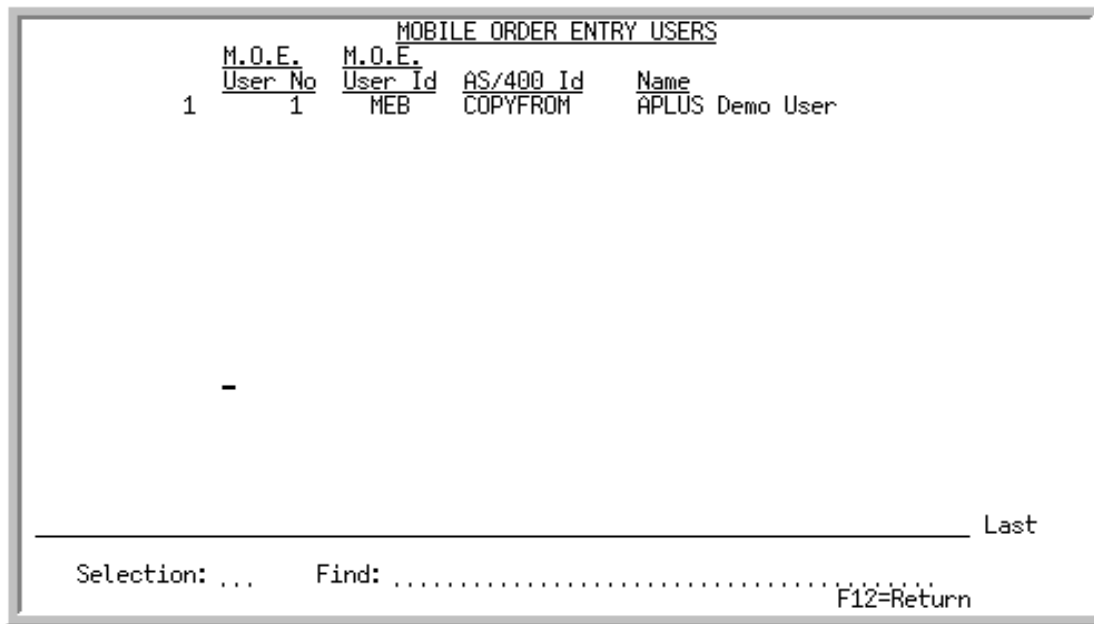 MOBILE ORDER ENTRY USERS
M.O.E. M.O.E.
User No User Id AS/400 Id Name
1 1 MEB COPYFROM APLUS Demo User
Last
Selection: ... Find: .........................................
F12=Return